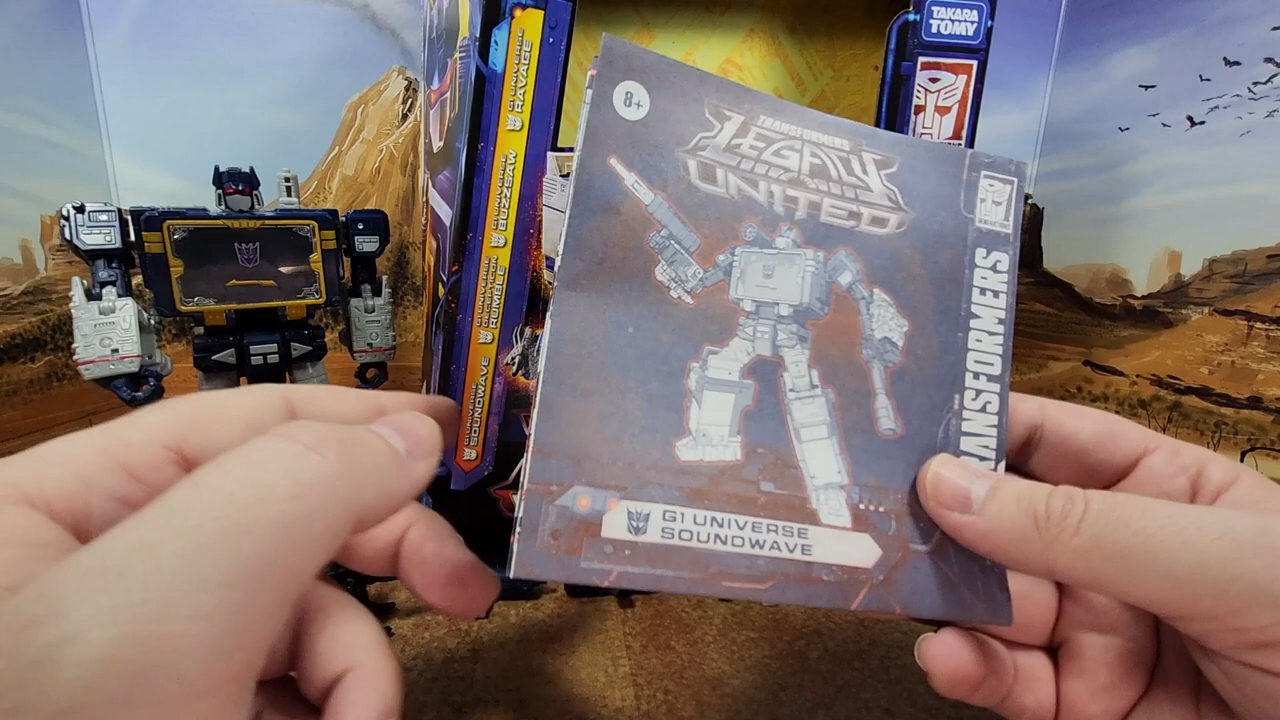 G1 UNIVERSE
RAVAGE
G1 UNIVERSE
BUZZSAW
G1 UNIVERSE
DECEPTICON
RUMBLE
G1 UNIVERSE
SOUNDWAVE
TAKARA
TOMY
8+
TRANSFORMERS
LEGACY
UNITED
G1 UNIVERSE
SOUNDWAVE
TRANSFORMERS